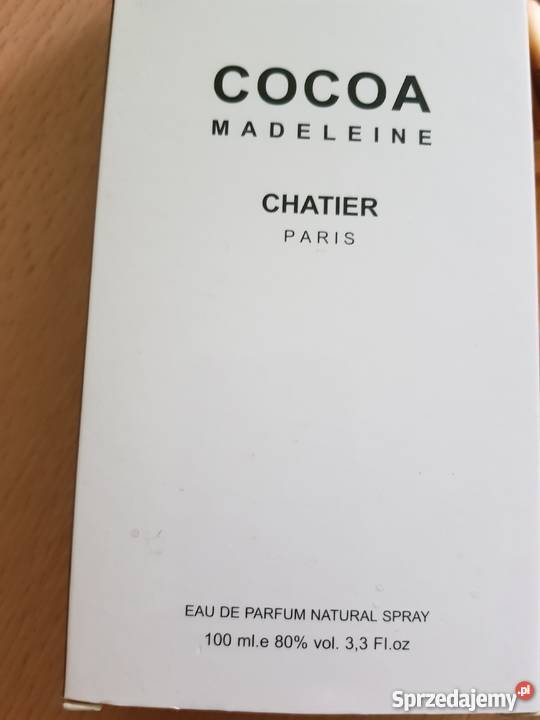 COCOA
MADELEINE
CHATIER
PARIS
EAU DE PARFUM NATURAL SPRAY
100 ml.e 80% vol. 3,3 Fl.oz
Sprzedajemy.pl